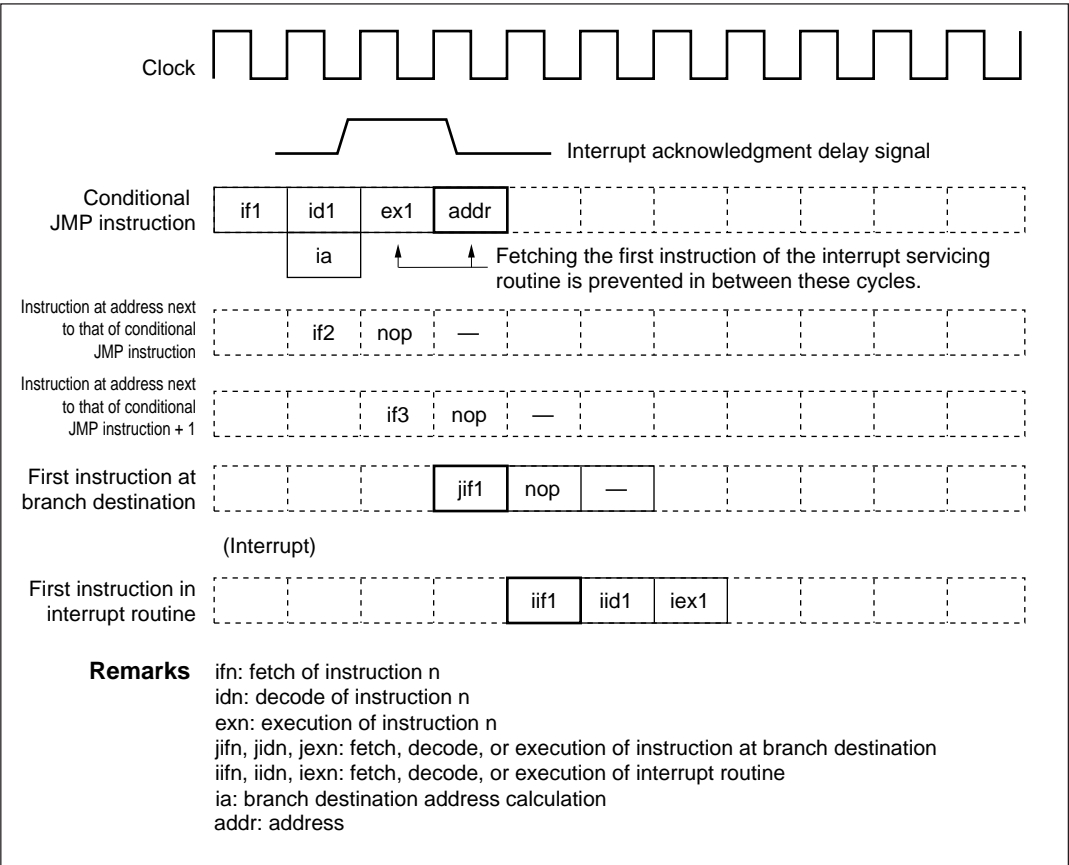 Clock
Interrupt acknowledgment delay signal
Conditional
JMP instruction
if1 id1 ex1 addr
ia
Fetching the first instruction of the interrupt servicing
routine is prevented in between these cycles.
Instruction at address next
to that of conditional
JMP instruction
if2 nop —
Instruction at address next
to that of conditional
JMP instruction + 1
if3 nop —
First instruction at
branch destination
jif1 nop —
(Interrupt)
First instruction in
interrupt routine
iif1 iid1 iex1
Remarks ifn: fetch of instruction n
idn: decode of instruction n
exn: execution of instruction n
jifn, jidn, jexn: fetch, decode, or execution of instruction at branch destination
iifn, iidn, iexn: fetch, decode, or execution of interrupt routine
ia: branch destination address calculation
addr: address